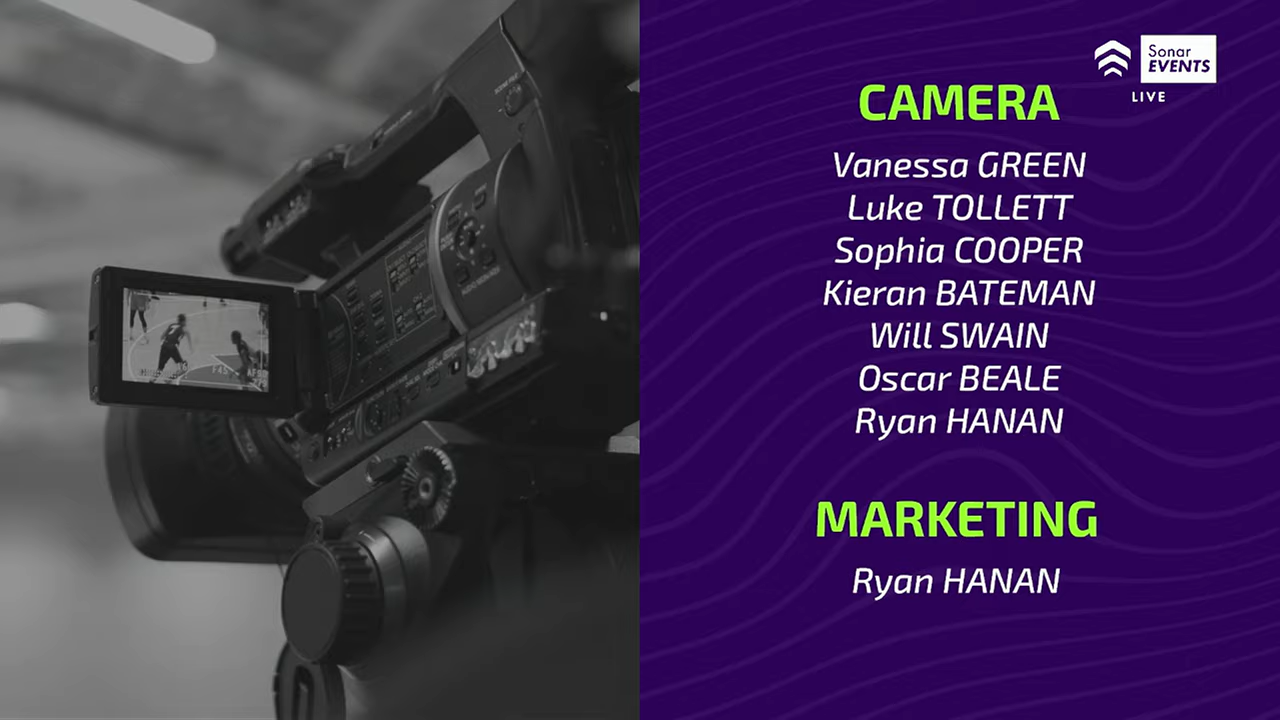 Sonar
EVENTS
LIVE
CAMERA
Vanessa GREEN
Luke TOLLETT
Sophia COOPER
Kieran BATEMAN
Will SWAIN
Oscar BEALE
Ryan HANAN
MARKETING
Ryan HANAN